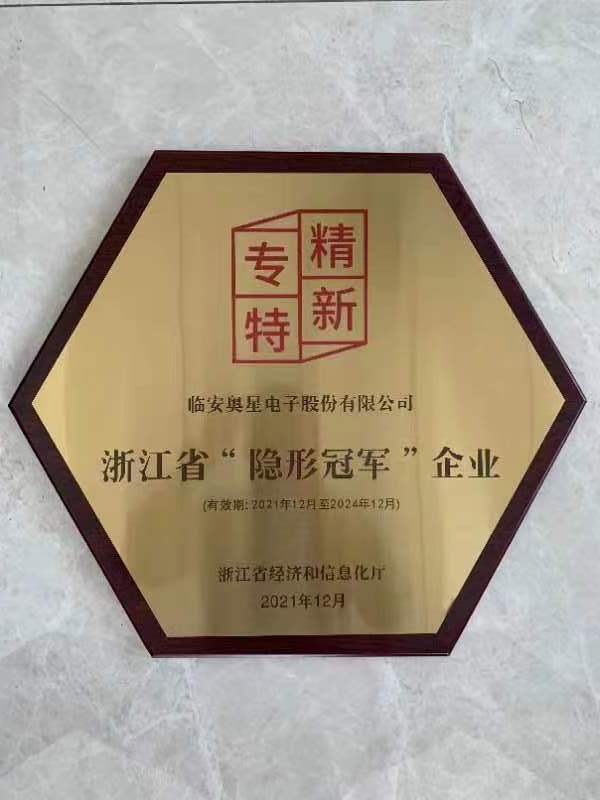 专精
特新
临安奥星电子股份有限公司
浙江省“隐形冠军”企业
(有效期: 2021年12月至2024年12月)
浙江省经济和信息化厅
2021年12月